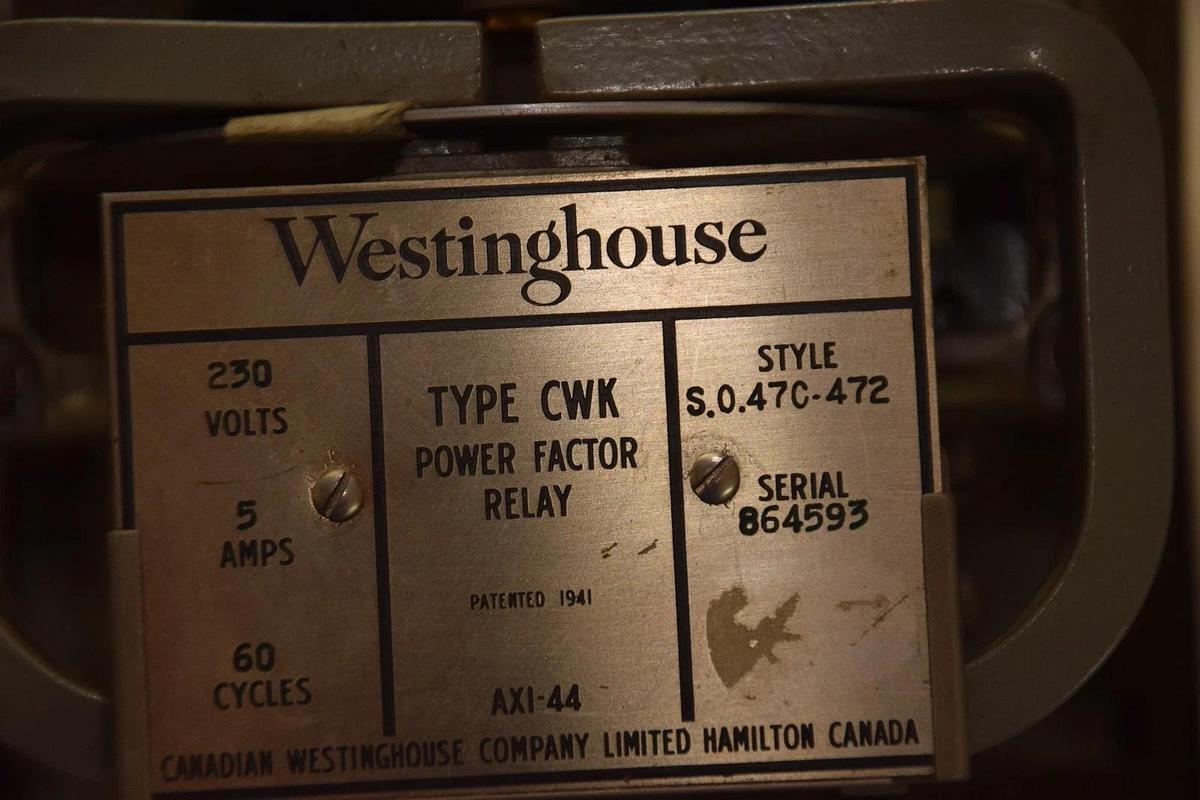 Westinghouse
230
VOLTS
5
AMPS
60
CYCLES
TYPE CWK
POWER FACTOR
RELAY
PATENTED 1941
AXI-44
STYLE
S.O.47C-472
SERIAL
864593
CANADIAN WESTINGHOUSE COMPANY LIMITED HAMILTON CANADA